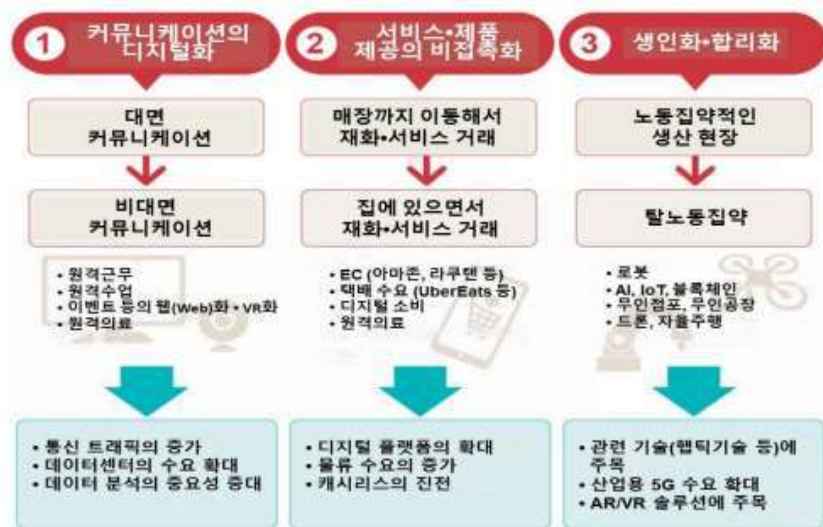 1 커뮤니케이션의
디지털화
대면
커뮤니케이션
비대면
커뮤니케이션
• 원격근무
• 원격수업
• 이벤트 등의 웹(Web)화 • VR화
• 원격의료
• 통신 트래픽의 증가
• 데이터센터의 수요 확대
• 데이터 분석의 중요성 증대
2 서비스•제품
제공의 비접촉화
매장까지 이동해서
재화•서비스 거래
집에 있으면서
재화•서비스 거래
• EC (아마존, 라쿠텐 등)
• 택배 수요 (UberEats 등)
• 디지털 소비
• 원격의료
• 디지털 플랫폼의 확대
• 물류 수요의 증가
• 캐시리스의 진전
3 생인화•합리화
노동집약적인
생산 현장
탈노동집약
• 로봇
• AI, IoT, 블록체인
• 무인점포, 무인공장
• 드론, 자율주행
• 관련 기술(햅틱기술 등)에
주목
• 산업용 5G 수요 확대
• AR/VR 솔루션에 주목